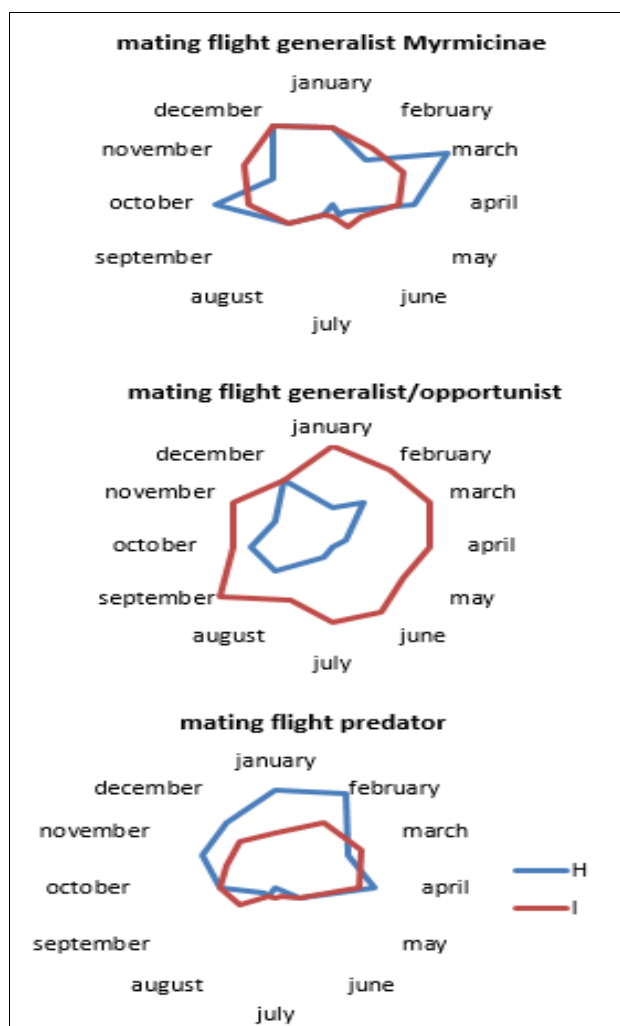 mating flight generalist Myrmicinae
january
december february
november march
october april
september may
august june
july
mating flight generalist/opportunist
january
december february
november march
october april
september may
august june
july
mating flight predator
january
december february
november march
october april
september may
august june
july
H
I